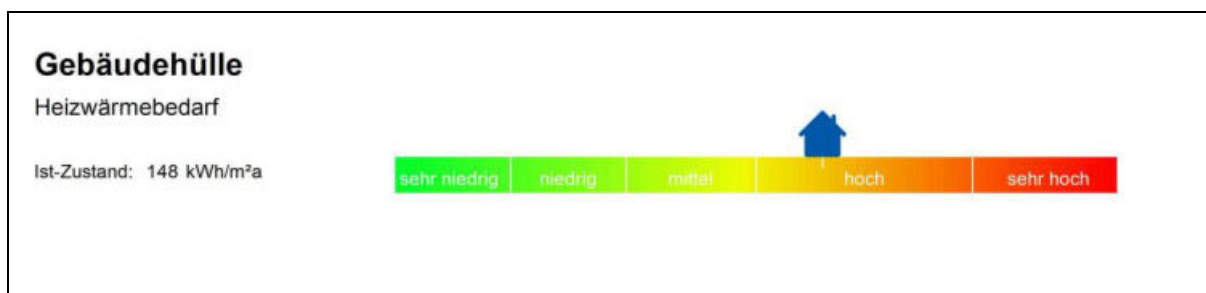 Gebäudehülle
Heizwärmebedarf
Ist-Zustand: 148 kWh/m²a
sehr niedrig niedrig mittel hoch sehr hoch